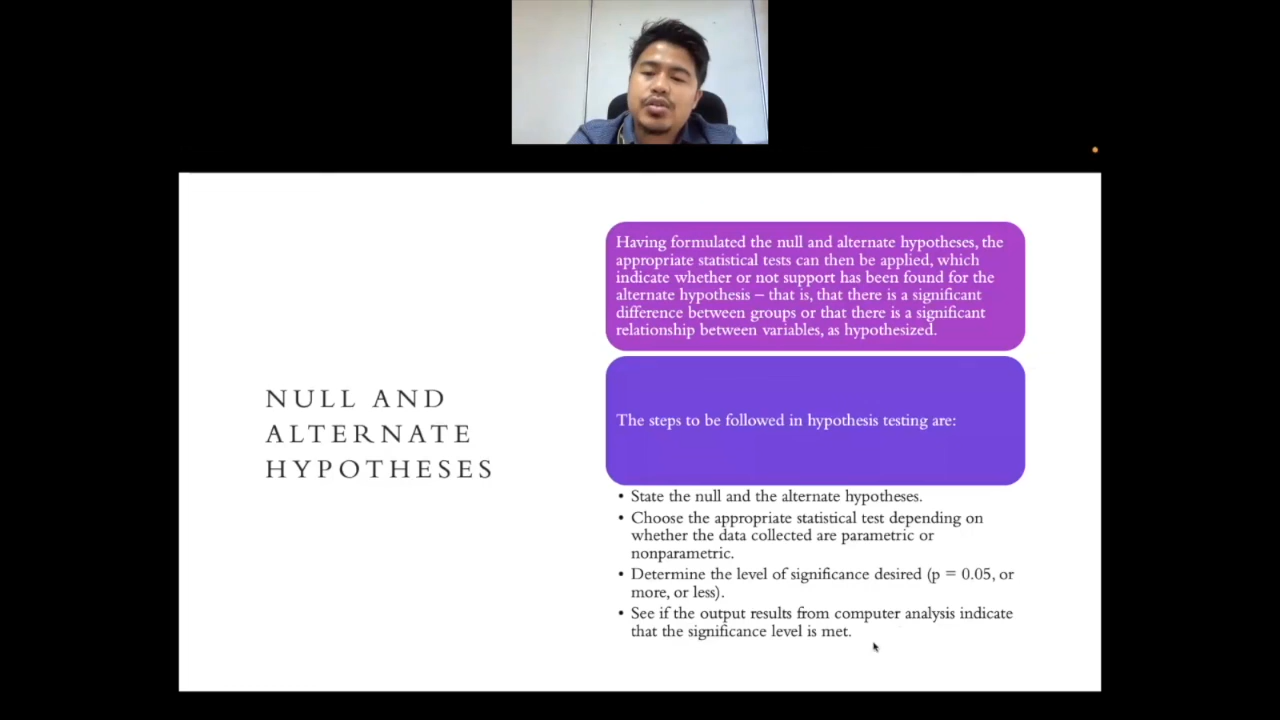 NULL AND
ALTERNATE
HYPOTHESES
Having formulated the null and alternate hypotheses, the
appropriate statistical tests can then be applied, which
indicate whether or not support has been found for the
alternate hypothesis – that is, that there is a significant
difference between groups or that there is a significant
relationship between variables, as hypothesized.
The steps to be followed in hypothesis testing are:
• State the null and the alternate hypotheses.
• Choose the appropriate statistical test depending on
whether the data collected are parametric or
nonparametric.
• Determine the level of significance desired (p = 0.05, or
more, or less).
• See if the output results from computer analysis indicate
that the significance level is met.